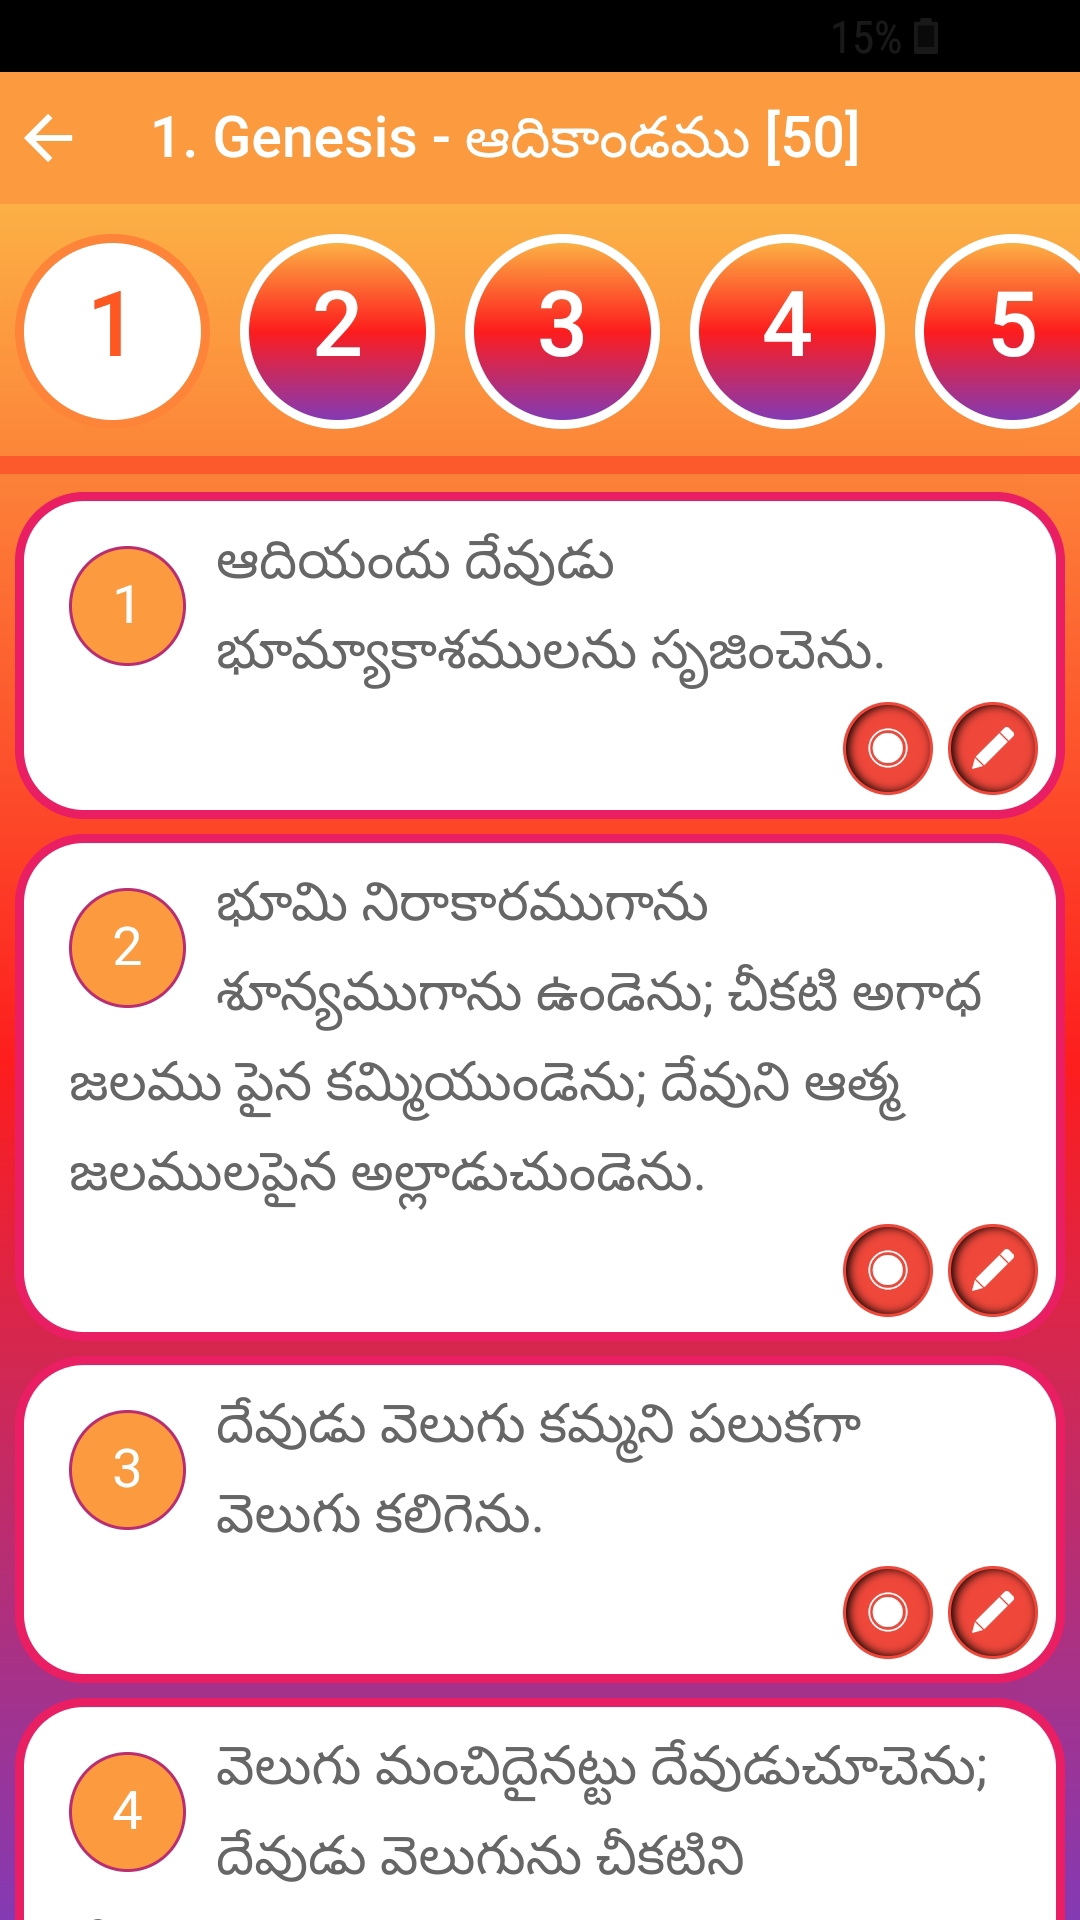 15%
1. Genesis - ఆదికాండము [50]
1 2 3 4 5
1 ఆదియందు దేవుడు
భూమ్యాకాశములను సృజించెను.
2 భూమి నిరాకారముగాను
శూన్యముగాను ఉండెను; చీకటి అగాధ
జలము పైన కమ్మియుండెను; దేవుని ఆత్మ
జలములపైన అల్లాడుచుండెను.
3 దేవుడు వెలుగు కమ్మని పలుకగా
వెలుగు కలిగెను.
4 వెలుగు మంచిదైనట్టు దేవుడుచూచెను;
దేవుడు వెలుగును చీకటిని